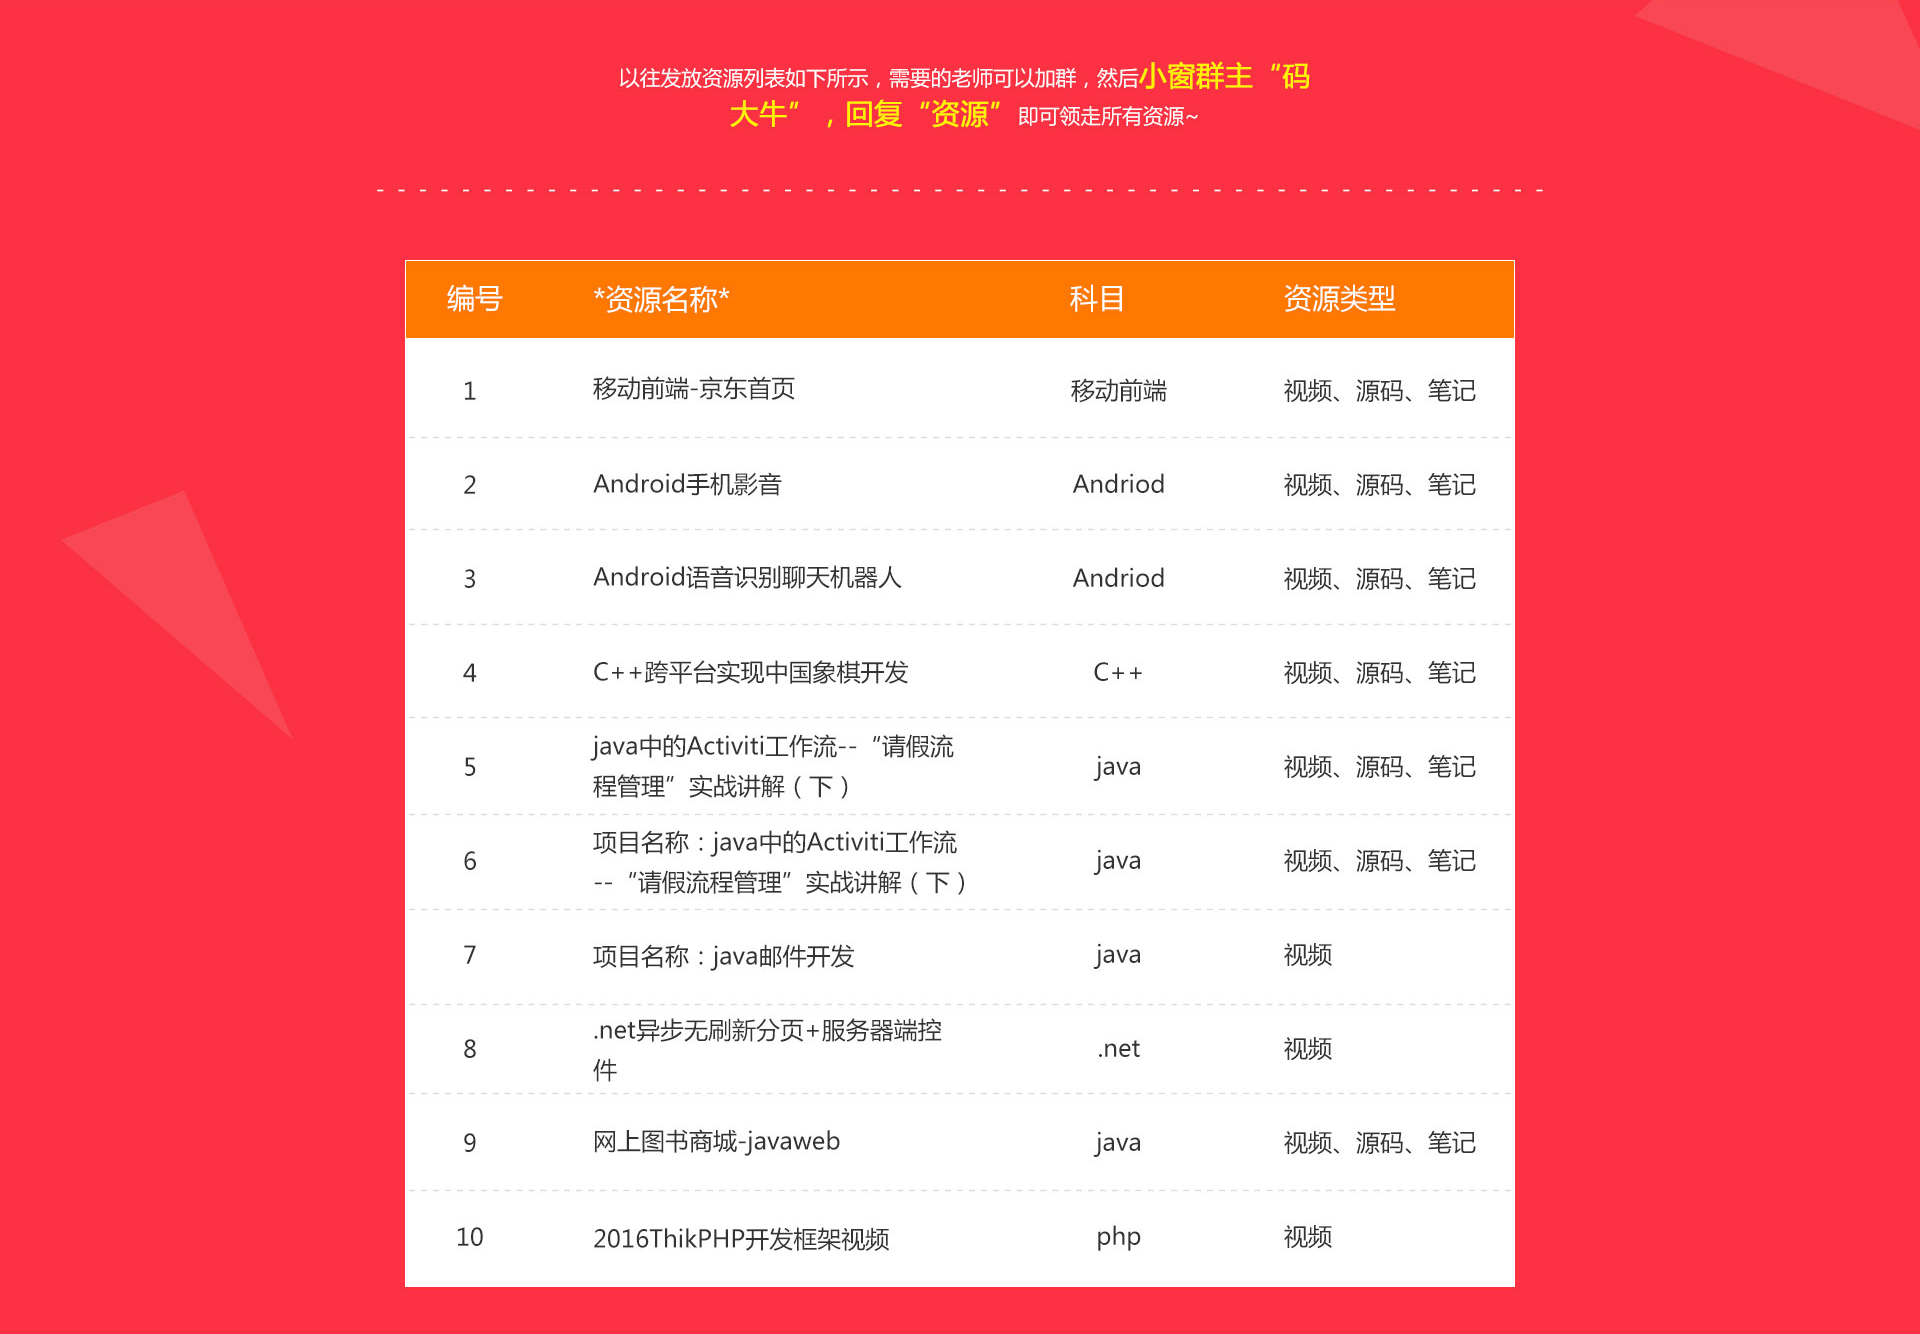 以往发放资源列表如下所示，需要的老师可以加群，然后小窗群主“码
大牛”，回复“资源”即可领走所有资源~
编号 *资源名称* 科目 资源类型
1 移动前端-京东首页 移动前端 视频、源码、笔记
2 Android手机影音 Andriod 视频、源码、笔记
3 Android语音识别聊天机器人 Andriod 视频、源码、笔记
4 C++跨平台实现中国象棋开发 C++ 视频、源码、笔记
java中的Activiti工作流--“请假流
5 java 视频、源码、笔记
程管理”实战讲解（下）
项目名称：java中的Activiti工作流
6 java 视频、源码、笔记
--“请假流程管理”实战讲解（下）
7 项目名称：java邮件开发 java 视频
.net异步无刷新分页+服务器端控
8 .net 视频
件
9 网上图书商城-javaweb java 视频、源码、笔记
10 2016ThikPHP开发框架视频 php 视频